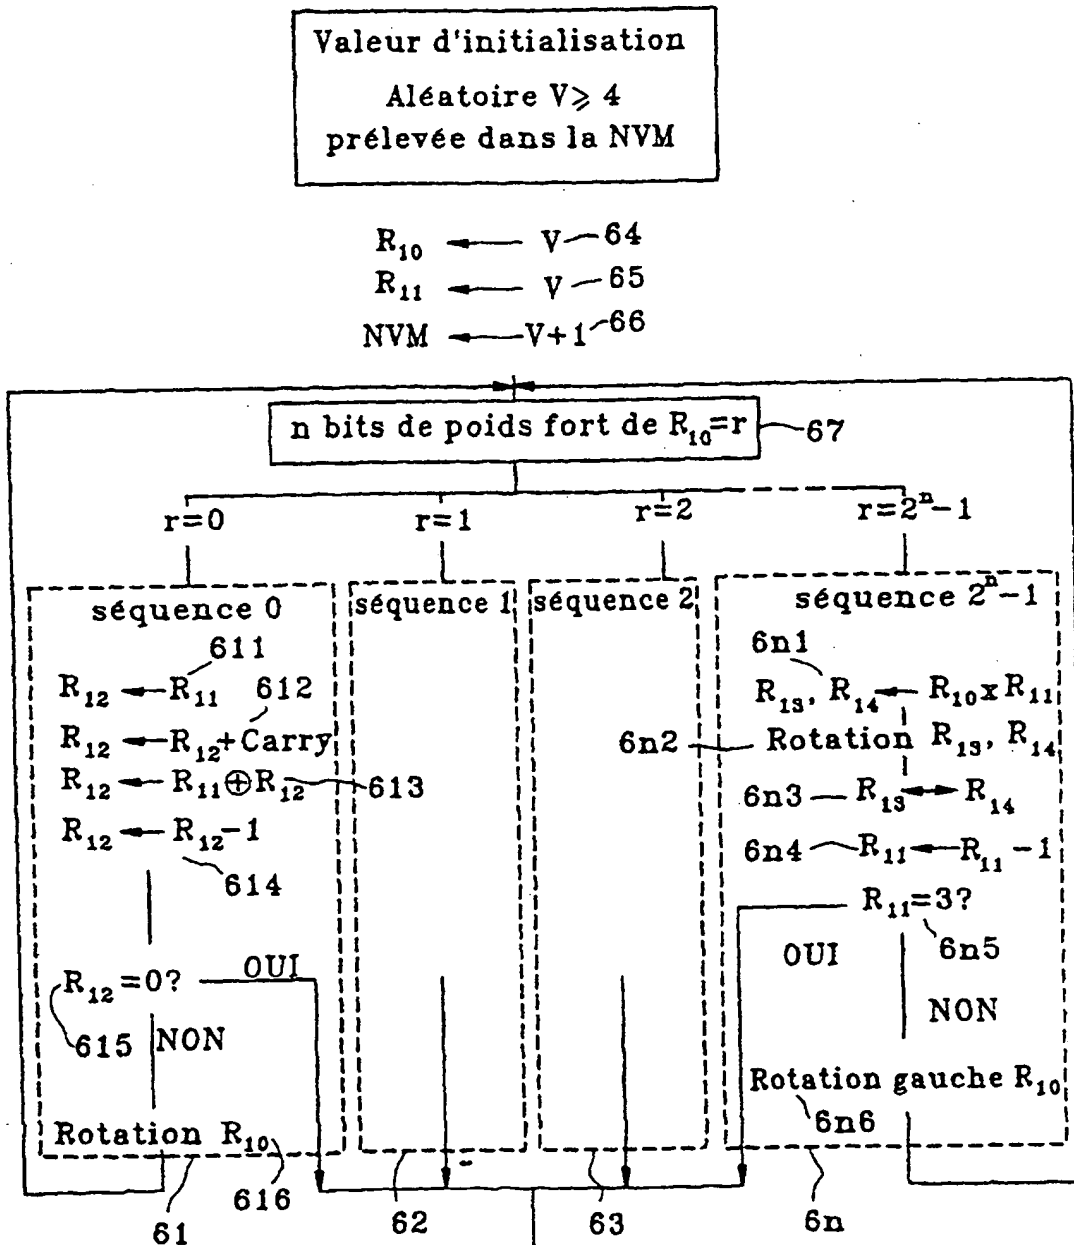 Valeur d'initialisation
Aléatoire V⩾ 4
prélevée dans la NVM
R₁₀ ← V 64
R₁₁ ← V 65
NVM ← V+1 66
n bits de poids fort de R₁₀=r 67
r=0 r=1 r=2 r=2ⁿ-1
séquence 0 séquence 1 séquence 2 séquence 2ⁿ-1
611 6n1
R₁₂ ← R₁₁ 612 R₁₃, R₁₄ ← R₁₀ x R₁₁
R₁₂ ← R₁₂+Carry 6n2 Rotation R₁₃, R₁₄
R₁₂ ← R₁₁⊕R₁₂ 613 6n3 R₁₃ ↔ R₁₄
R₁₂ ← R₁₂-1 6n4 R₁₁ ← R₁₁-1
614 R₁₁=3?
OUI 6n5
R₁₂=0? OUI
615 NON NON
Rotation gauche R₁₀
6n6
Rotation R₁₀
616 62 63 6n
61